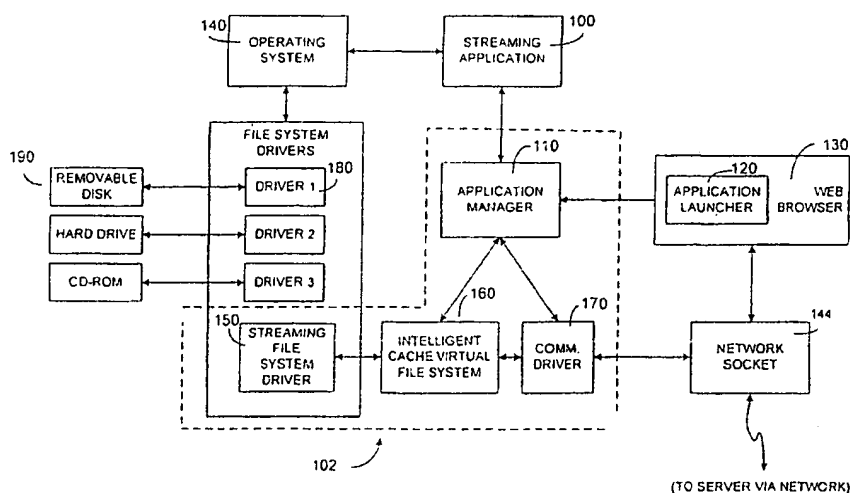 140
OPERATING
SYSTEM
100
STREAMING
APPLICATION
FILE SYSTEM
DRIVERS
190
REMOVABLE
DISK
DRIVER 1
180
HARD DRIVE
DRIVER 2
CD-ROM
DRIVER 3
110
APPLICATION
MANAGER
130
120
APPLICATION
LAUNCHER
WEB
BROWSER
150
STREAMING
FILE
SYSTEM
DRIVER
160
INTELLIGENT
CACHE VIRTUAL
FILE SYSTEM
170
COMM.
DRIVER
144
NETWORK
SOCKET
102
(TO SERVER VIA NETWORK)